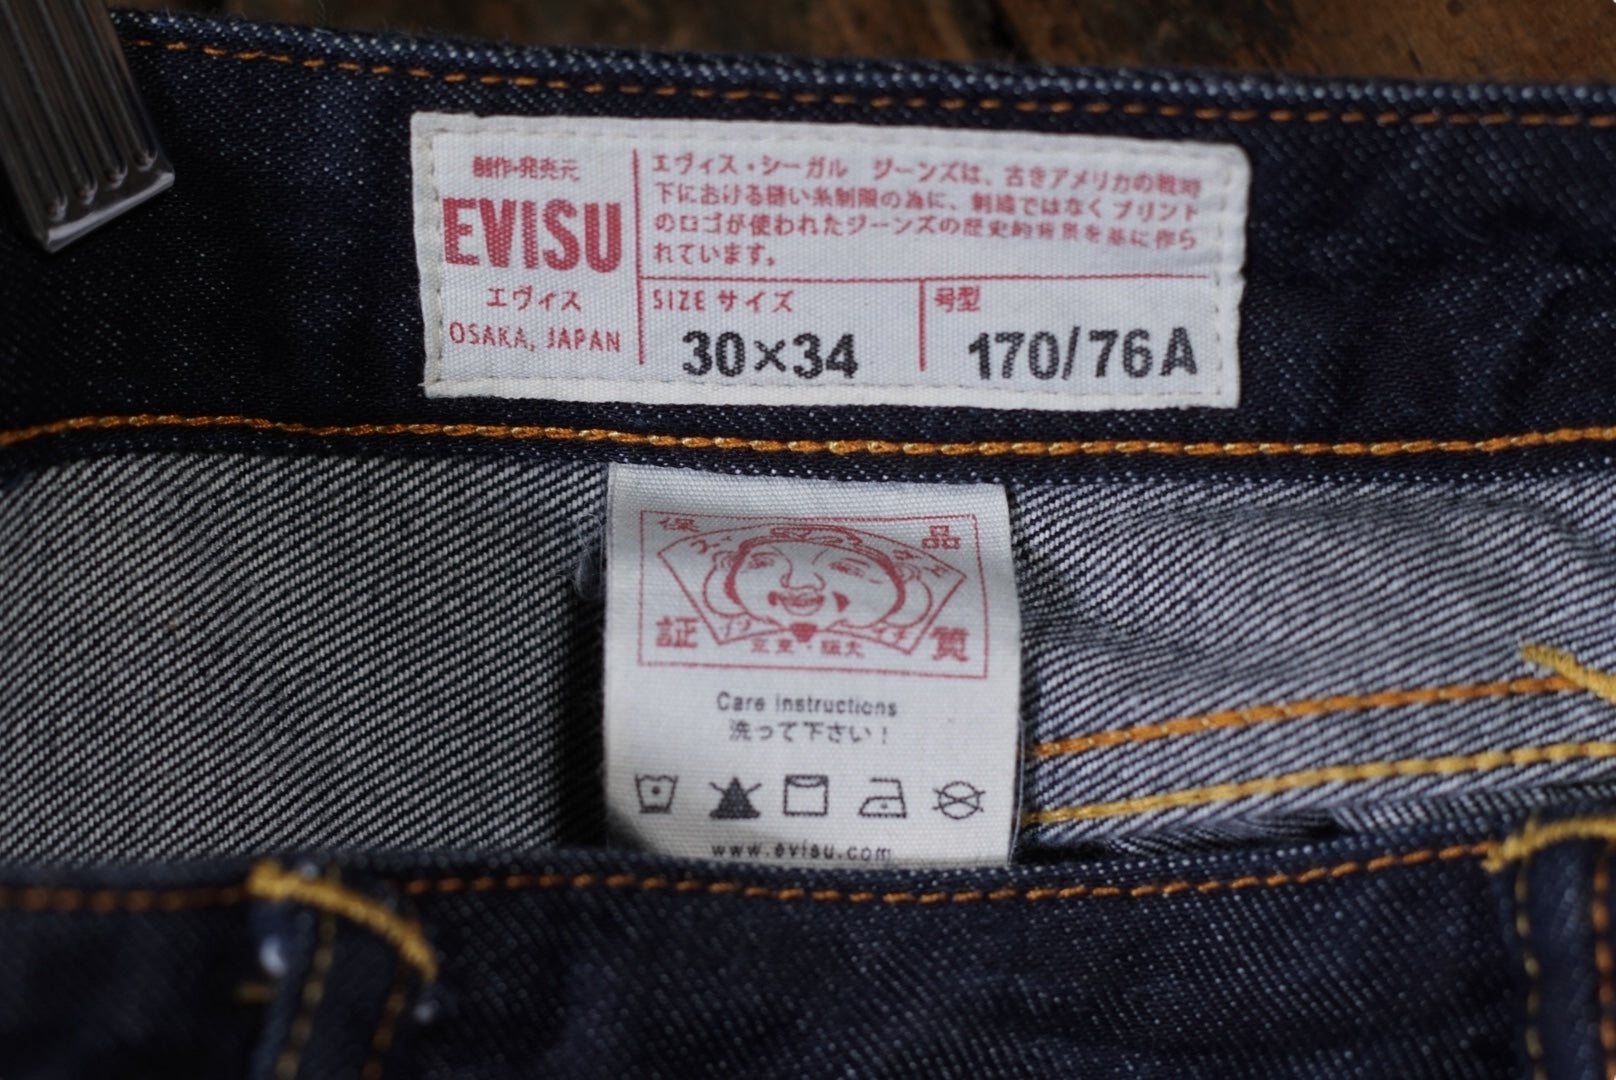 制作・発売元
EVISU
エヴィス
OSAKA, JAPAN
エヴィス・シーガル ジーンズは、古きアメリカの戦時
下における縫い糸制限の為に、刺繍ではなくプリント
のロゴが使われたジーンズの歴史的背景を基に作ら
れています。
SIZE サイズ
30×34
号型
170/76A
保 品
証 質
京東・阪大
Care instructions
洗って下さい！
www.evisu.com